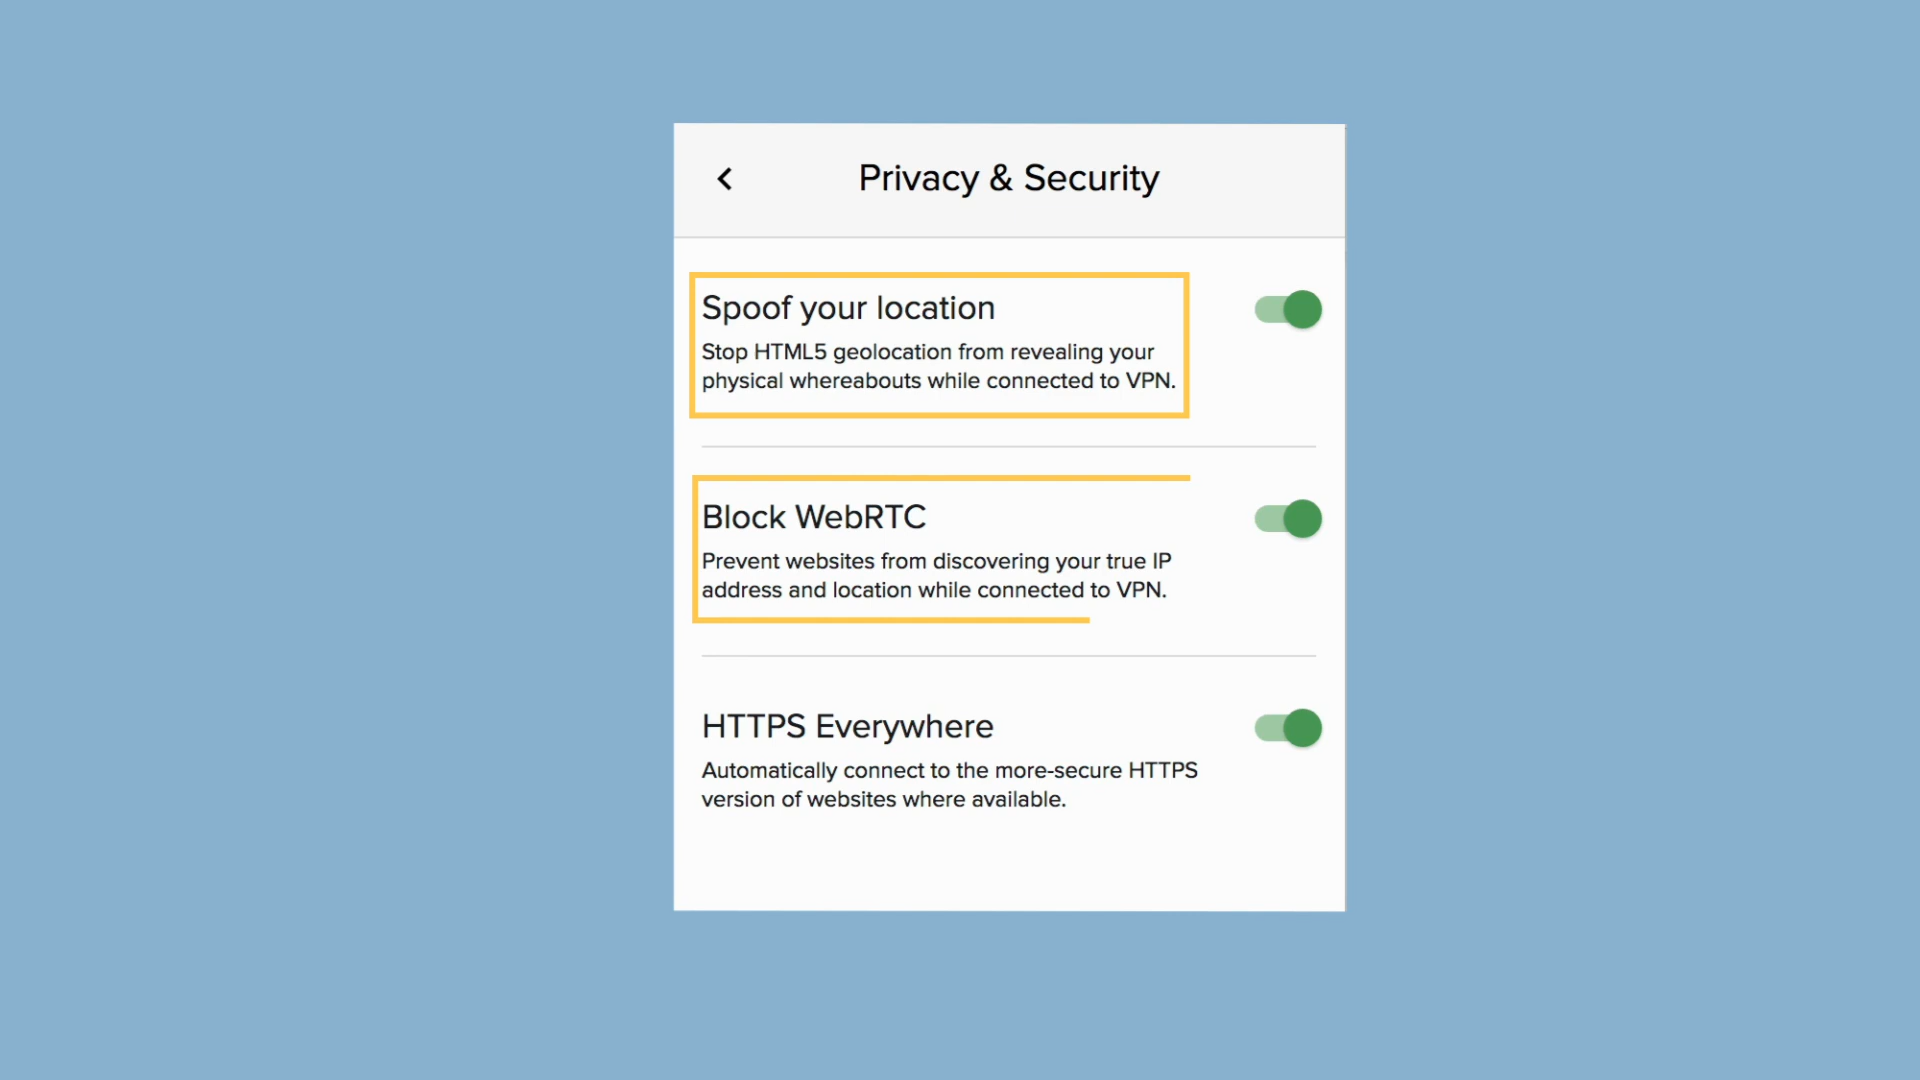 Privacy & Security
Spoof your location
Stop HTML5 geolocation from revealing your
physical whereabouts while connected to VPN.
Block WebRTC
Prevent websites from discovering your true IP
address and location while connected to VPN.
HTTPS Everywhere
Automatically connect to the more-secure HTTPS
version of websites where available.